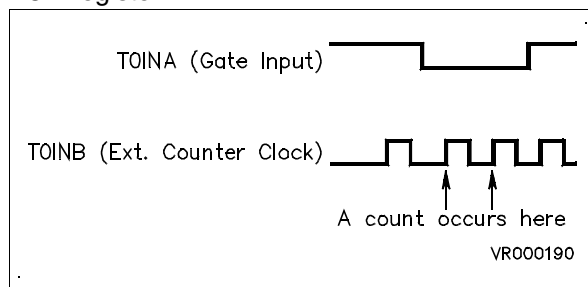 T0INA (Gate Input)
T0INB (Ext. Counter Clock)
A count occurs here
VR000190